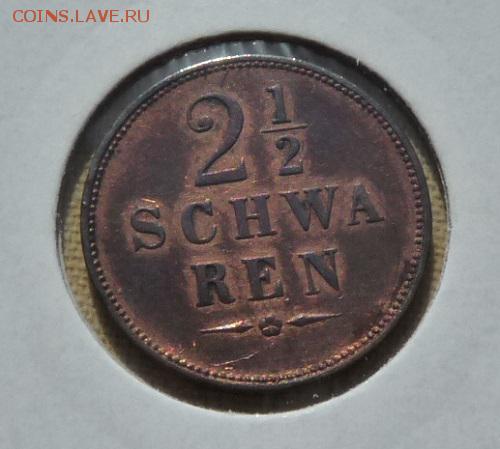 COINS.LAVE.RU
2 1/2
SCHWA
REN